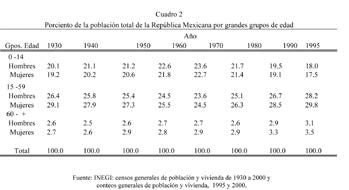 Cuadro 2
Porciento de la población total de la República Mexicana por grandes grupos de edad
Año
Gpos. Edad 1930 1940 1950 1960 1970 1980 1990 1995
0 -14
Hombres 20.1 21.1 21.2 22.6 23.6 21.7 19.5 18.0
Mujeres 19.2 20.2 20.6 21.8 22.7 21.4 19.1 17.5
15 -59
Hombres 26.4 25.8 25.4 24.5 23.6 25.1 26.7 28.2
Mujeres 29.1 27.9 27.3 25.5 24.5 26.3 28.5 29.8
60 - +
Hombres 2.6 2.5 2.6 2.7 2.7 2.6 2.9 3.1
Mujeres 2.7 2.6 2.9 2.8 2.9 2.9 3.3 3.5
Total 100.0 100.0 100.0 100.0 100.0 100.0 100.0 100.0
Fuente: INEGI: censos generales de población y vivienda de 1930 a 2000 y
conteos generales de población y vivienda, 1995 y 2000.